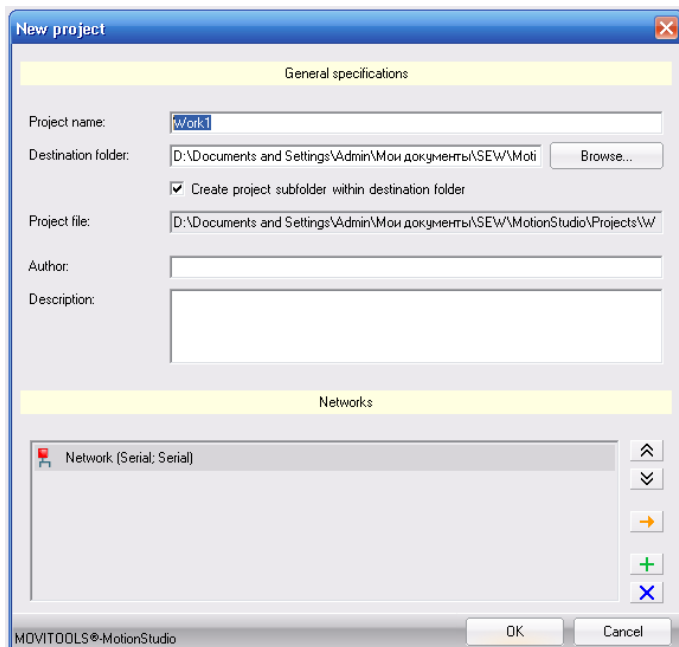 New project
General specifications
Project name:
Work1
Destination folder:
D:\Documents and Settings\Admin\Мои документы\SEW\Moti
Browse...
Create project subfolder within destination folder
Project file:
D:\Documents and Settings\Admin\Мои документы\SEW\MotionStudio\Projects\W
Author:
Description:
Networks
Network (Serial; Serial)
MOVITOOLS®-MotionStudio
OK
Cancel